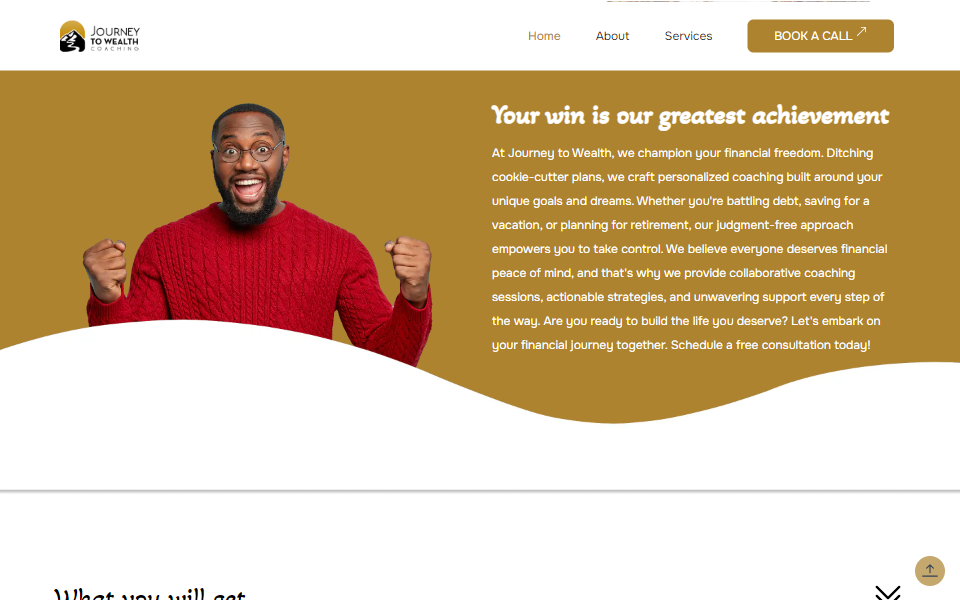 JOURNEY
TO WEALTH
COACHING
Home About Services BOOK A CALL
Your win is our greatest achievement
At Journey to Wealth, we champion your financial freedom. Ditching
cookie-cutter plans, we craft personalized coaching built around your
unique goals and dreams. Whether you're battling debt, saving for a
vacation, or planning for retirement, our judgment-free approach
empowers you to take control. We believe everyone deserves financial
peace of mind, and that's why we provide collaborative coaching
sessions, actionable strategies, and unwavering support every step of
the way. Are you ready to build the life you deserve? Let's embark on
your financial journey together. Schedule a free consultation today!
What you will get